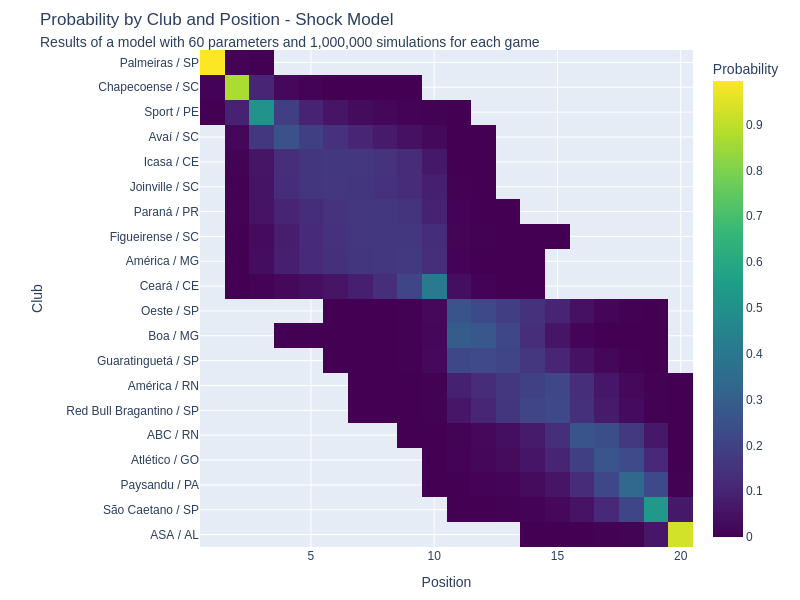 Probability by Club and Position - Shock Model
Results of a model with 60 parameters and 1,000,000 simulations for each game
Probability
Palmeiras / SP
Chapecoense / SC
Sport / PE
Avaí / SC
Icasa / CE
Joinville / SC
Paraná / PR
Figueirense / SC
América / MG
Ceará / CE
Oeste / SP
Boa / MG
Guaratinguetá / SP
América / RN
Red Bull Bragantino / SP
ABC / RN
Atlético / GO
Paysandu / PA
São Caetano / SP
ASA / AL
Club
5
10
15
20
Position
0.9
0.8
0.7
0.6
0.5
0.4
0.3
0.2
0.1
0